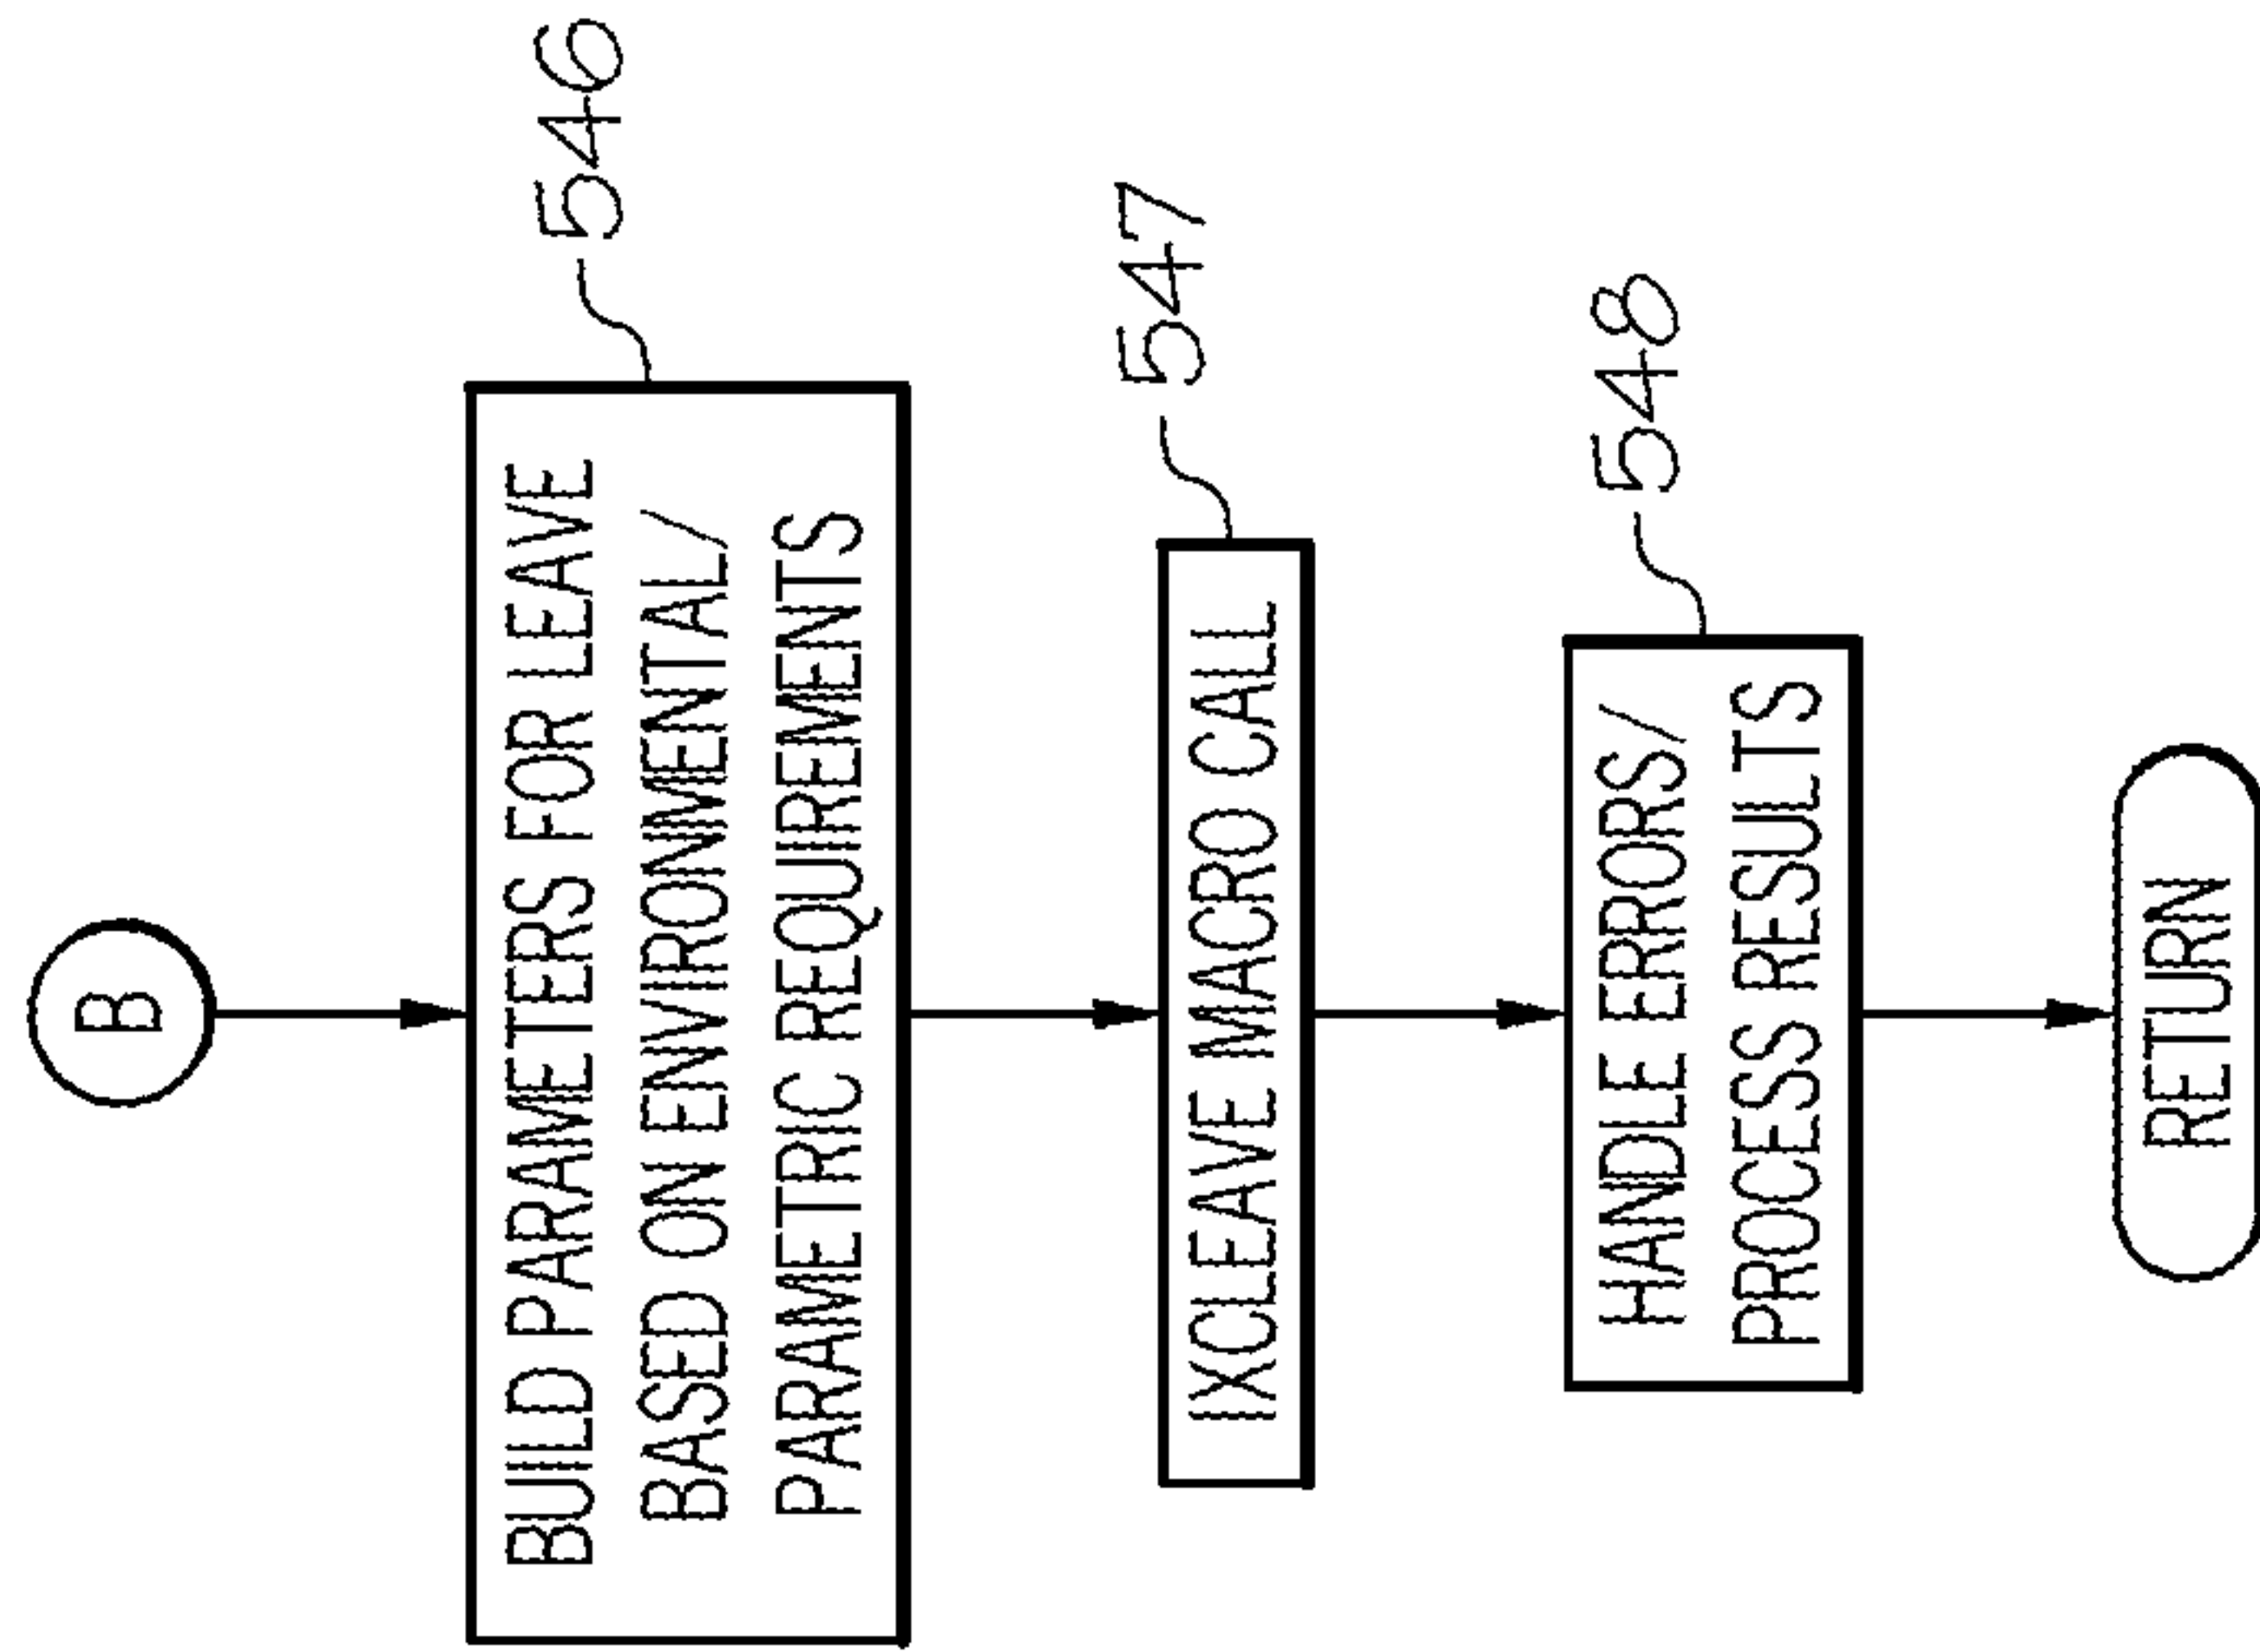 B
546
BUILD PARAMETERS FOR LEAVE
BASED ON ENVIRONMENTAL/
PARAMETRIC REQUIREMENTS
547
IXCLEAVE MACRO CALL
548
HANDLE ERRORS/
PROCESS RESULTS
RETURN